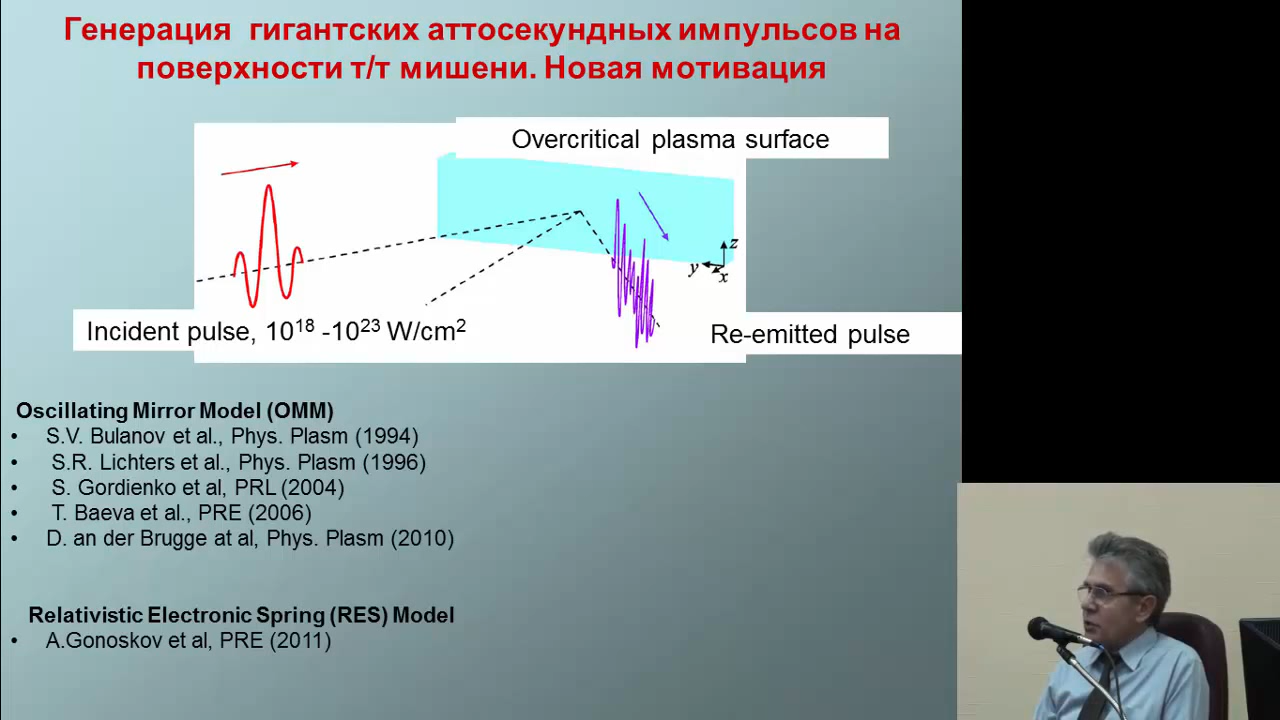 Генерация гигантских аттосекундных импульсов на
поверхности т/т мишени. Новая мотивация
Overcritical plasma surface
z
y
x
Incident pulse, 10¹⁸ -10²³ W/cm²
Re-emitted pulse
Oscillating Mirror Model (OMM)
• S.V. Bulanov et al., Phys. Plasm (1994)
• S.R. Lichters et al., Phys. Plasm (1996)
• S. Gordienko et al, PRL (2004)
• T. Baeva et al., PRE (2006)
• D. an der Brugge at al, Phys. Plasm (2010)
Relativistic Electronic Spring (RES) Model
• A.Gonoskov et al, PRE (2011)